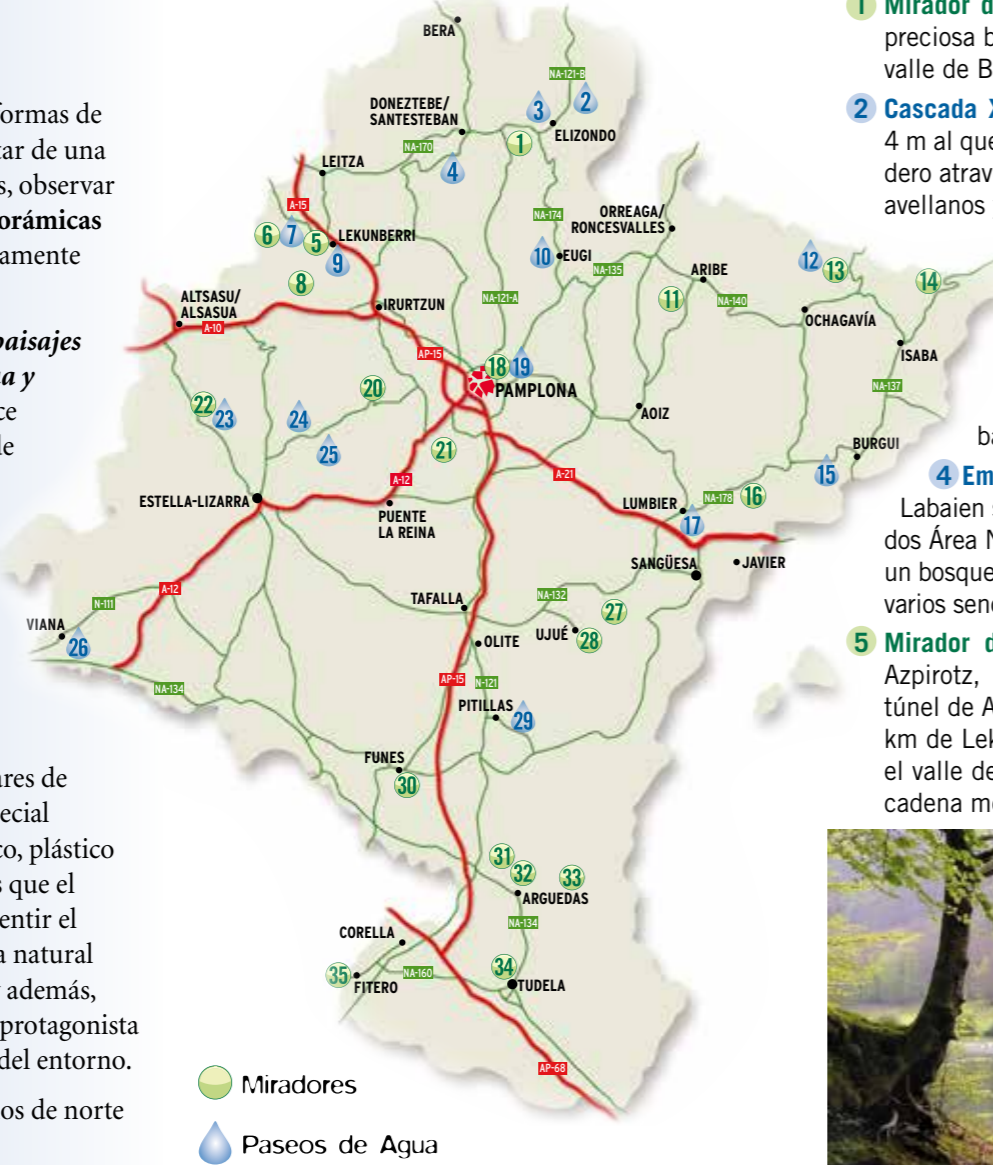 formas de
tar de una
s, observar
orámicas
amente
paisajes
a y
ce
le
res de
ecial
co, plástico
s que el
entir el
a natural
y además,
protagonista
del entorno.
os de norte
BERA
NA-121-B
3
2
DONEZTEBE/
SANTESTEBAN
ELIZONDO
1
NA-170
4
LEITZA
A-15
6
7
5
LEKUNBERRI
9
8
NA-174
ORREAGA/
RONCESVALLES
10
EUGI
NA-135
ARIBE
11
NA-140
12
13
14
OCHAGAVÍA
ISABA
NA-137
ALTSASU/
ALSASUA
A-10
IRURTZUN
NA-121-A
AP-15
18
19
PAMPLONA
20
22
23
24
25
21
AOIZ
BURGUI
15
A-21
A-12
ESTELLA-LIZARRA
PUENTE
LA REINA
LUMBIER
NA-178
16
17
SANGÜESA
JAVIER
A-12
N-111
VIANA
26
NA-134
TAFALLA
NA-132
27
UJUÉ
28
OLITE
AP-15
N-121
PITILLAS
29
FUNES
30
31
32
33
ARGUEDAS
NA-134
CORELLA
35
FITERO
NA-160
34
TUDELA
AP-68
Miradores
Paseos de Agua
1 Mirador d
preciosa b
valle de B
2 Cascada X
4 m al que
dero atrav
avellanos
ba
4 Em
Labaien s
dos Área N
un bosque
varios send
5 Mirador d
Azpirotz,
túnel de A
km de Lek
el valle de
cadena m